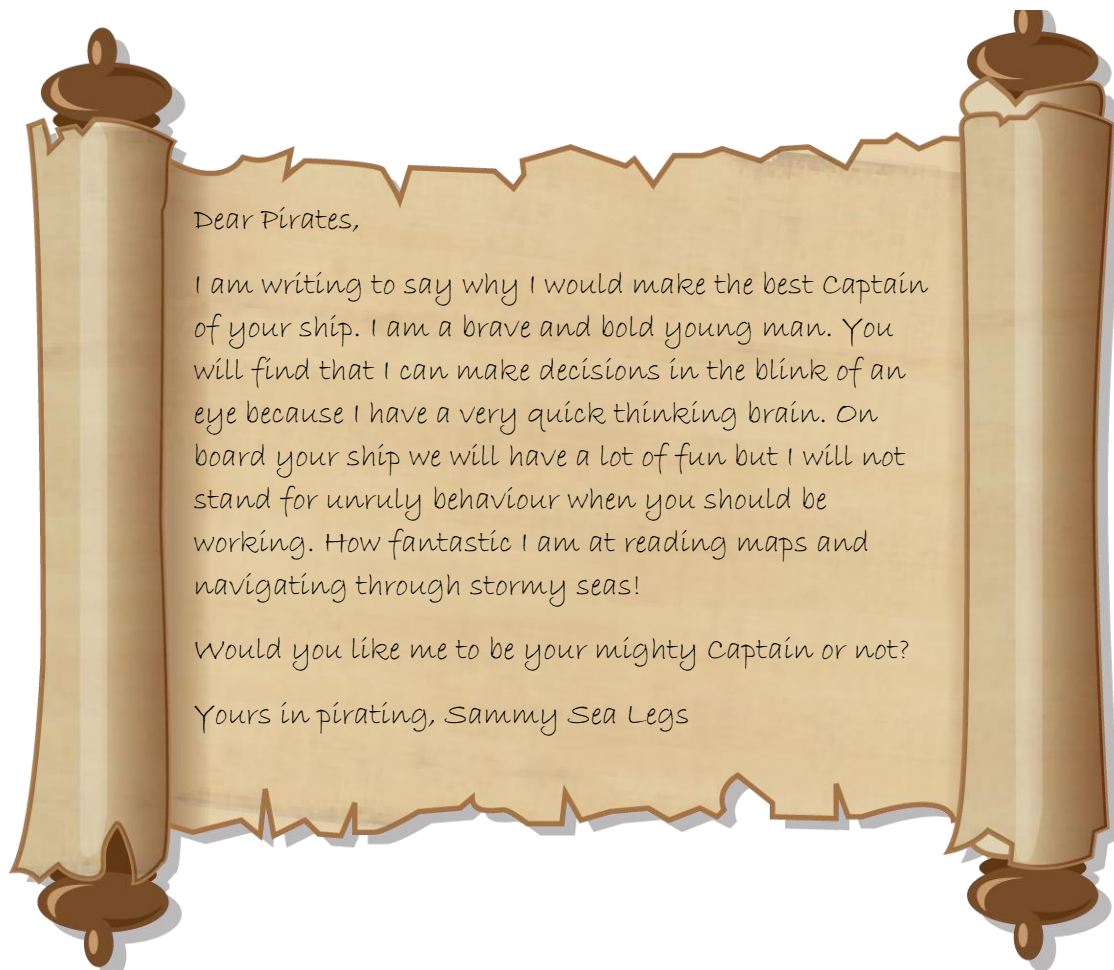 Dear Pirates,
I am writing to say why I would make the best Captain
of your ship. I am a brave and bold young man. You
will find that I can make decisions in the blink of an
eye because I have a very quick thinking brain. On
board your ship we will have a lot of fun but I will not
stand for unruly behaviour when you should be
working. How fantastic I am at reading maps and
navigating through stormy seas!
Would you like me to be your mighty Captain or not?
Yours in pirating, Sammy Sea Legs